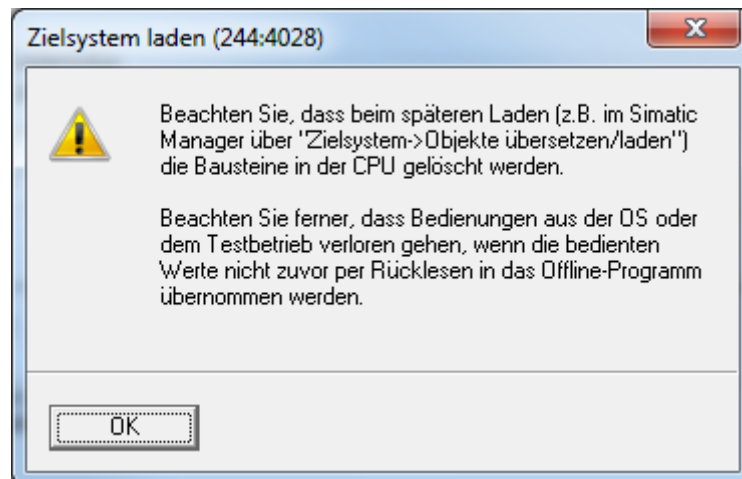 Zielsystem laden (244:4028)
Beachten Sie, dass beim späteren Laden (z.B. im Simatic
Manager über "Zielsystem->Objekte übersetzen/laden")
die Bausteine in der CPU gelöscht werden.
Beachten Sie ferner, dass Bedienungen aus der OS oder
dem Testbetrieb verloren gehen, wenn die bedienten
Werte nicht zuvor per Rücklesen in das Offline-Programm
übernommen werden.
OK